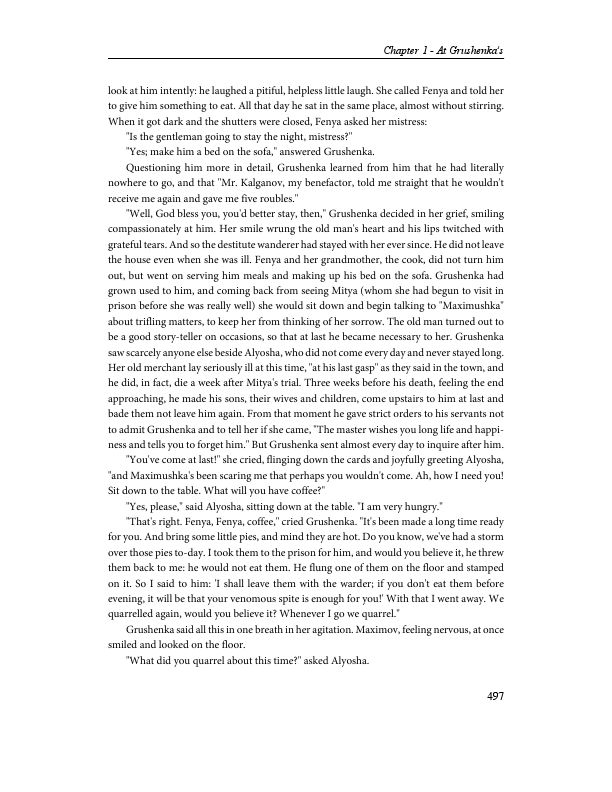 Chapter 1 - At Grushenka's
look at him intently: he laughed a pitiful, helpless little laugh. She called Fenya and told her
to give him something to eat. All that day he sat in the same place, almost without stirring.
When it got dark and the shutters were closed, Fenya asked her mistress:
"Is the gentleman going to stay the night, mistress?"
"Yes; make him a bed on the sofa," answered Grushenka.
Questioning him more in detail, Grushenka learned from him that he had literally
nowhere to go, and that "Mr. Kalganov, my benefactor, told me straight that he wouldn't
receive me again and gave me five roubles."
"Well, God bless you, you'd better stay, then," Grushenka decided in her grief, smiling
compassionately at him. Her smile wrung the old man's heart and his lips twitched with
grateful tears. And so the destitute wanderer had stayed with her ever since. He did not leave
the house even when she was ill. Fenya and her grandmother, the cook, did not turn him
out, but went on serving him meals and making up his bed on the sofa. Grushenka had
grown used to him, and coming back from seeing Mitya (whom she had begun to visit in
prison before she was really well) she would sit down and begin talking to "Maximushka"
about trifling matters, to keep her from thinking of her sorrow. The old man turned out to
be a good story-teller on occasions, so that at last he became necessary to her. Grushenka
saw scarcely anyone else beside Alyosha, who did not come every day and never stayed long.
Her old merchant lay seriously ill at this time, "at his last gasp" as they said in the town, and
he did, in fact, die a week after Mitya's trial. Three weeks before his death, feeling the end
approaching, he made his sons, their wives and children, come upstairs to him at last and
bade them not leave him again. From that moment he gave strict orders to his servants not
to admit Grushenka and to tell her if she came, "The master wishes you long life and happi-
ness and tells you to forget him." But Grushenka sent almost every day to inquire after him.
"You've come at last!" she cried, flinging down the cards and joyfully greeting Alyosha,
"and Maximushka's been scaring me that perhaps you wouldn't come. Ah, how I need you!
Sit down to the table. What will you have coffee?"
"Yes, please," said Alyosha, sitting down at the table. "I am very hungry."
"That's right. Fenya, Fenya, coffee," cried Grushenka. "It's been made a long time ready
for you. And bring some little pies, and mind they are hot. Do you know, we've had a storm
over those pies to-day. I took them to the prison for him, and would you believe it, he threw
them back to me: he would not eat them. He flung one of them on the floor and stamped
on it. So I said to him: 'I shall leave them with the warder; if you don't eat them before
evening, it will be that your venomous spite is enough for you!' With that I went away. We
quarrelled again, would you believe it? Whenever I go we quarrel."
Grushenka said all this in one breath in her agitation. Maximov, feeling nervous, at once
smiled and looked on the floor.
"What did you quarrel about this time?" asked Alyosha.
497